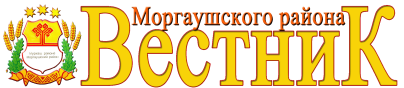 Моргаушского района
ВестниК